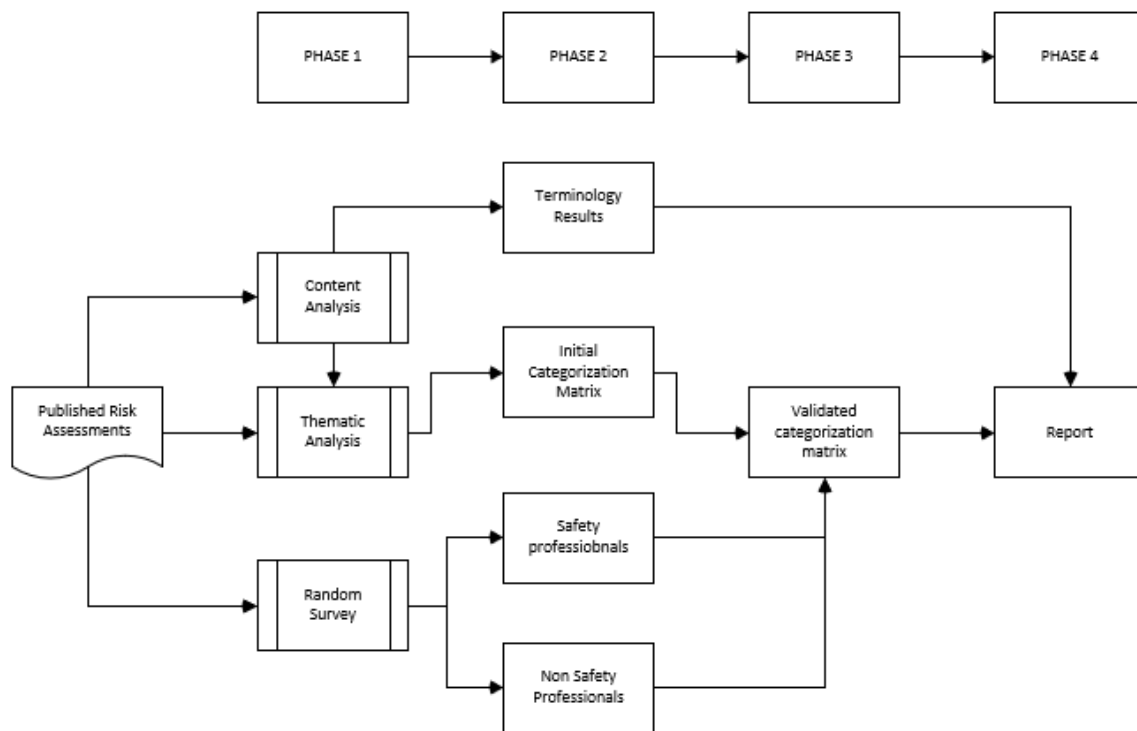 PHASE 1
PHASE 2
PHASE 3
PHASE 4
Terminology
Results
Content
Analysis
Initial
Categorization
Matrix
Published Risk
Assessments
Thematic
Analysis
Validated
categorization
matrix
Report
Safety
professiobnals
Random
Survey
Non Safety
Professionals